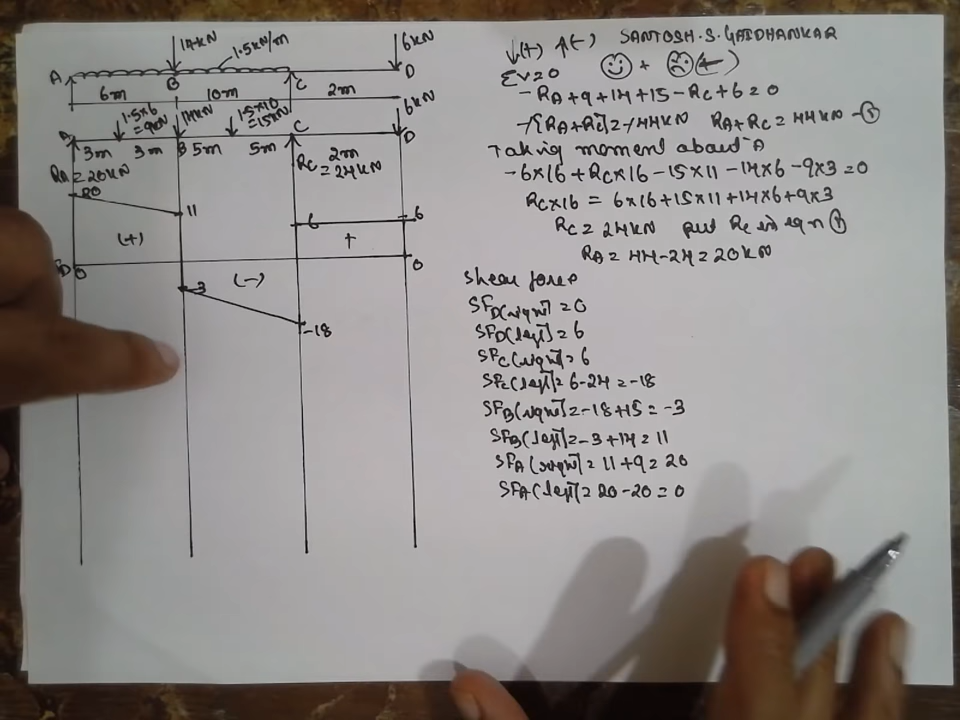 14kN
1.5kN/m
6kN
A B C D
6m 10m 2m
1.5×6 =9kN 14kN 1.5×10 =15kN 6kN
A B C D
3m 3m 5m 5m 2m
RA=20kN RC=24kN
20
11
6 6
(+) +
0 0
-3 (-)
-18
↓(+) ↑(-) SANTOSH.S.GAIDHANKAR
ΣV=0 + (←)
-RA+9+14+15-RC+6=0
-[RA+RC]=-44kN RA+RC=44kN -①
Taking moment about A
-6×16+RC×16-15×11-14×6-9×3=0
RC×16 = 6×16+15×11+14×6+9×3
RC=24kN put RC in eqn ①
RA=44-24=20kN
Shear force
SFD(right)=0
SFD(left)=6
SFC(right)=6
SFC(left)=6-24=-18
SFB(right)=-18+15=-3
SFB(left)=-3+14=11
SFA(right)=11+9=20
SFA(left)=20-20=0